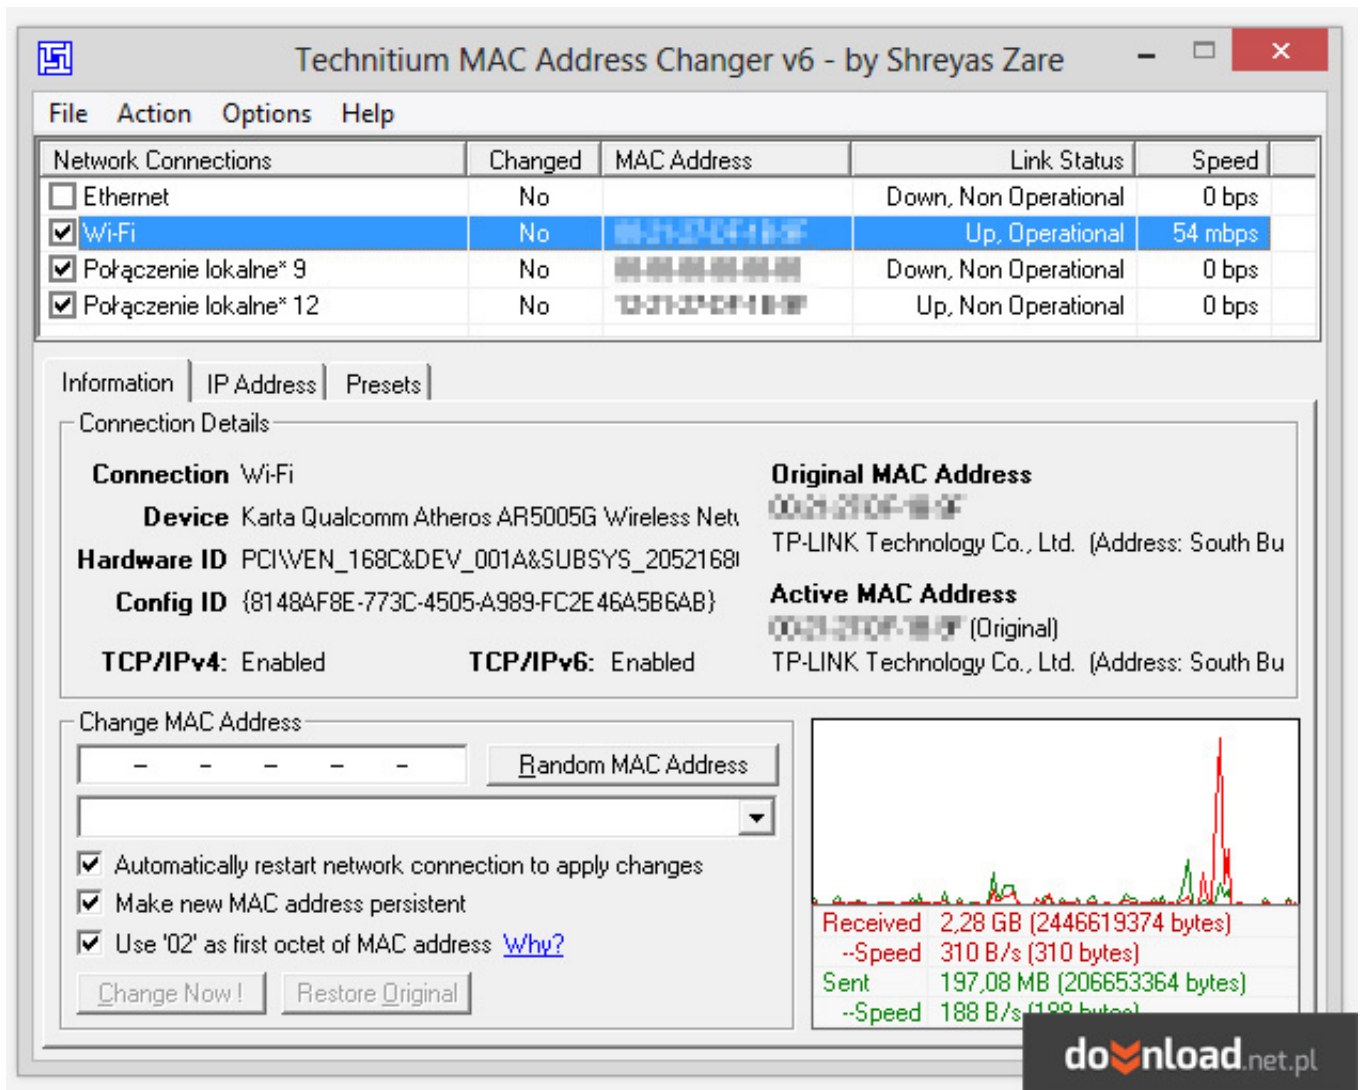 Technitium MAC Address Changer v6 - by Shreyas Zare
File Action Options Help
Network Connections Changed MAC Address Link Status Speed
Ethernet No Down, Non Operational 0 bps
Wi-Fi No Up, Operational 54 mbps
Połączenie lokalne* 9 No Down, Non Operational 0 bps
Połączenie lokalne* 12 No Up, Non Operational 0 bps
Information IP Address Presets
Connection Details
Connection Wi-Fi
Device Karta Qualcomm Atheros AR5005G Wireless
Hardware ID PCI\VEN_168C&DEV_001A&SUBSYS_2052168
Config ID {8148AF8E-773C-4505-A989-FC2E46A5B6AB}
TCP/IPv4: Enabled TCP/IPv6: Enabled
Original MAC Address
TP-LINK Technology Co., Ltd. (Address: South Bu
Active MAC Address
(Original)
TP-LINK Technology Co., Ltd. (Address: South Bu
Change MAC Address
- - - - -
Random MAC Address
Automatically restart network connection to apply changes
Make new MAC address persistent
Use '02' as first octet of MAC address Why?
Change Now ! Restore Original
Received 2,28 GB (2446619374 bytes)
--Speed 310 B/s (310 bytes)
Sent 197,08 MB (206653364 bytes)
--Speed 188 B/s (188 bytes)
download.net.pl